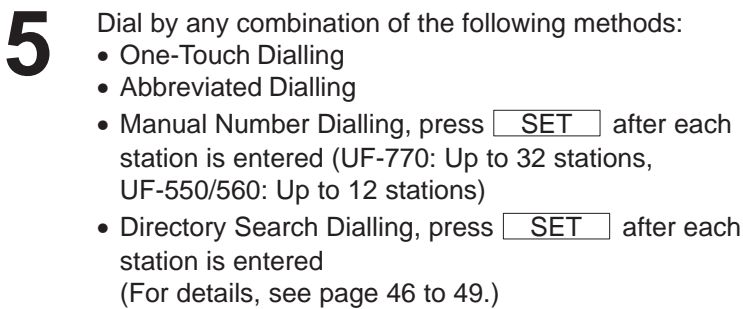 5
Dial by any combination of the following methods:
• One-Touch Dialling
• Abbreviated Dialling
• Manual Number Dialling, press SET after each
station is entered (UF-770: Up to 32 stations,
UF-550/560: Up to 12 stations)
• Directory Search Dialling, press SET after each
station is entered
(For details, see page 46 to 49.)